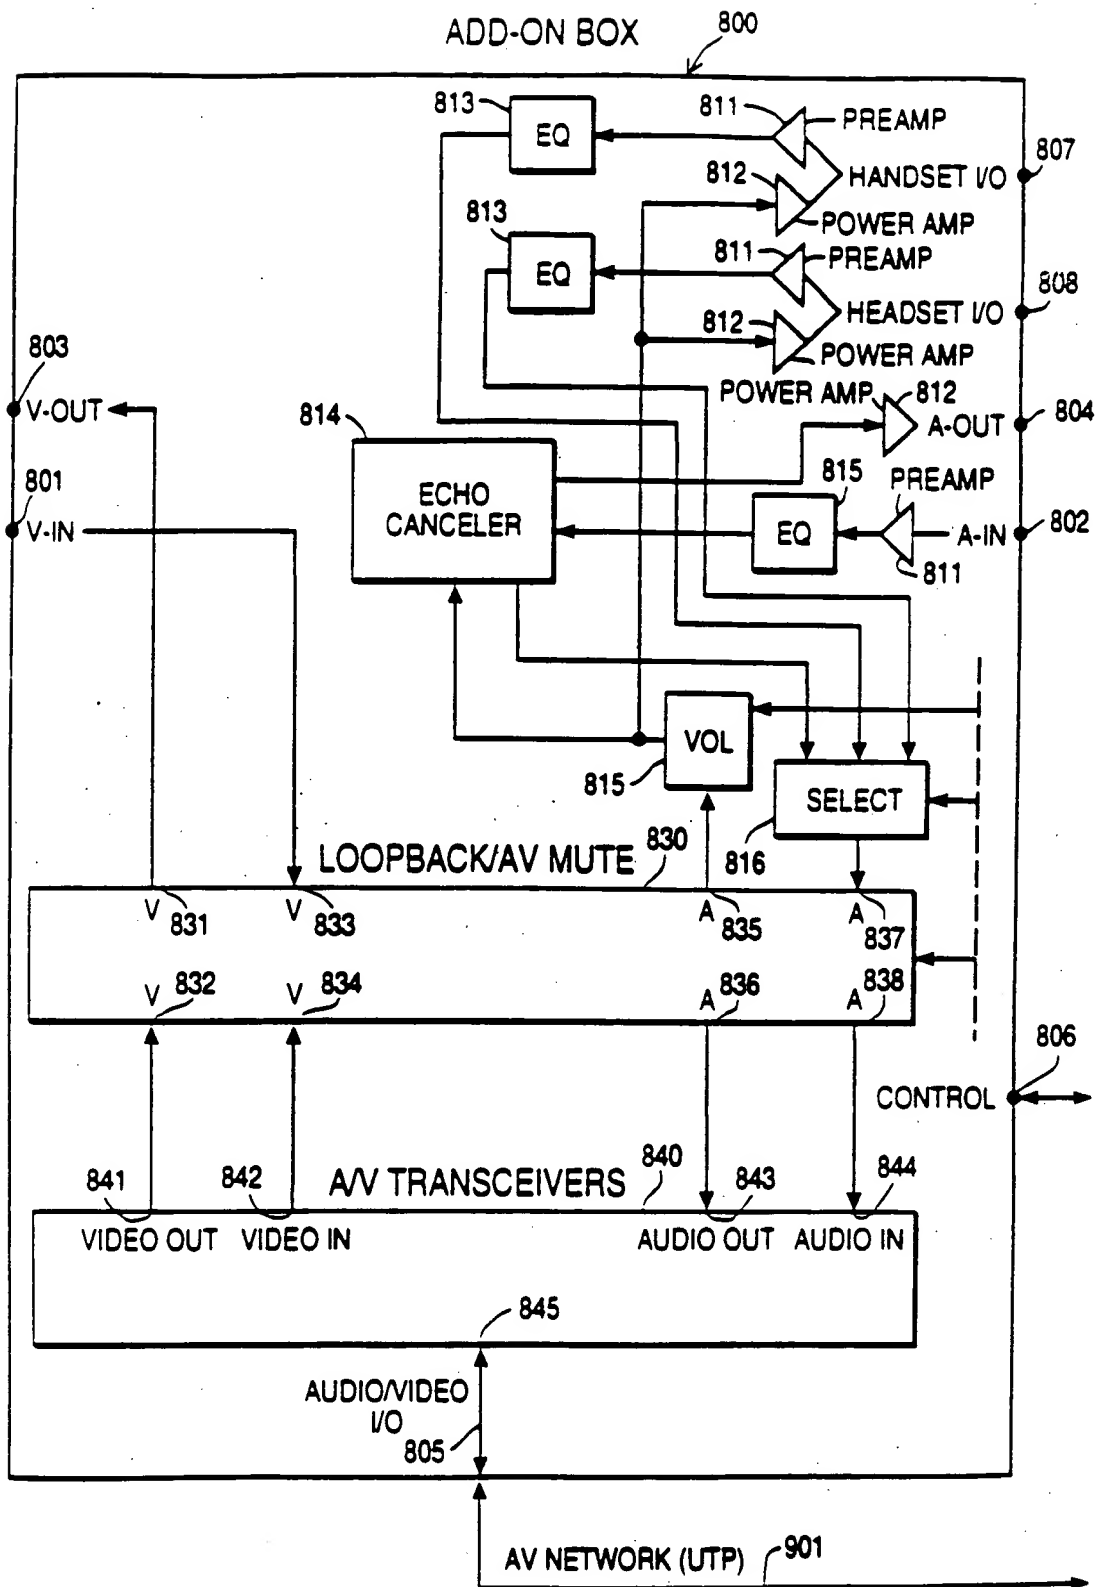 ADD-ON BOX
800
813
EQ
811
PREAMP
807
HANDSET I/O
812
POWER AMP
813
EQ
811
PREAMP
808
HEADSET I/O
812
POWER AMP
803
V-OUT
POWER AMP
812
A-OUT
804
814
ECHO
CANCELER
801
V-IN
815
EQ
PREAMP
A-IN
802
811
VOL
815
SELECT
816
LOOPBACK/AV MUTE
830
V
831
V
833
A
835
A
837
V
832
V
834
A
836
A
838
806
CONTROL
841
842
A/V TRANSCEIVERS
840
843
844
VIDEO OUT
VIDEO IN
AUDIO OUT
AUDIO IN
845
AUDIO/VIDEO
I/O
805
AV NETWORK (UTP)
901